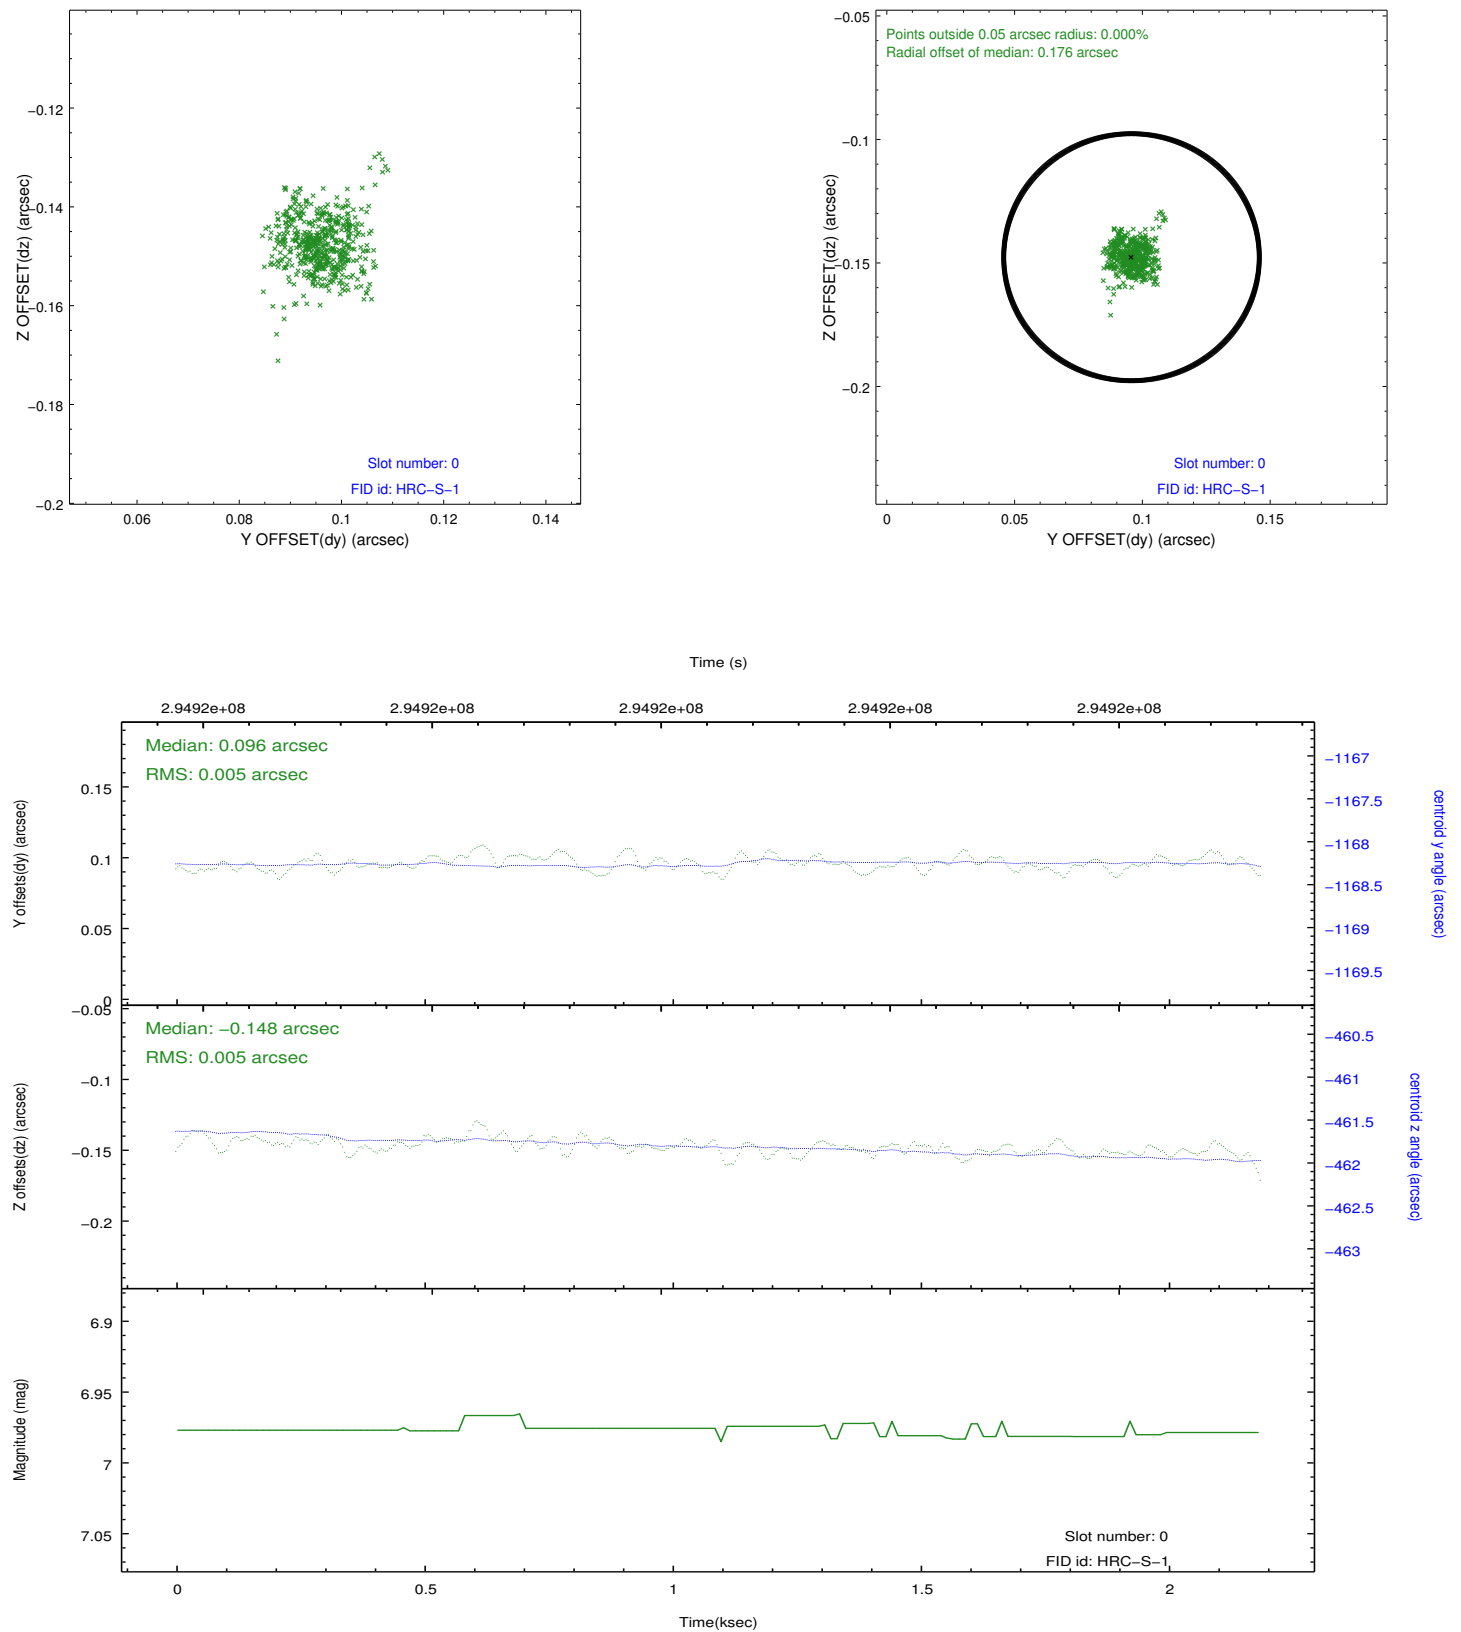 −0.12
−0.14
−0.16
−0.18
−0.2
Z OFFSET(dz) (arcsec)
Slot number: 0
FID id: HRC−S−1
0.06 0.08 0.1 0.12 0.14
Y OFFSET(dy) (arcsec)
Points outside 0.05 arcsec radius: 0.000%
Radial offset of median: 0.176 arcsec
−0.05
−0.1
−0.15
−0.2
Z OFFSET(dz) (arcsec)
Slot number: 0
FID id: HRC−S−1
0 0.05 0.1 0.15
Y OFFSET(dy) (arcsec)
Time (s)
2.9492e+08 2.9492e+08 2.9492e+08 2.9492e+08 2.9492e+08
Median: 0.096 arcsec
RMS: 0.005 arcsec
0.15
0.1
0.05
0
Y offsets(dy) (arcsec)
−1167
−1167.5
−1168
−1168.5
−1169
−1169.5
centroid y angle (arcsec)
Median: −0.148 arcsec
RMS: 0.005 arcsec
−0.05
−0.1
−0.15
−0.2
Z offsets(dz) (arcsec)
−460.5
−461
−461.5
−462
−462.5
−463
centroid z angle (arcsec)
6.9
6.95
7
7.05
Magnitude (mag)
Slot number: 0
FID id: HRC−S−1
0 0.5 1 1.5 2
Time(ksec)